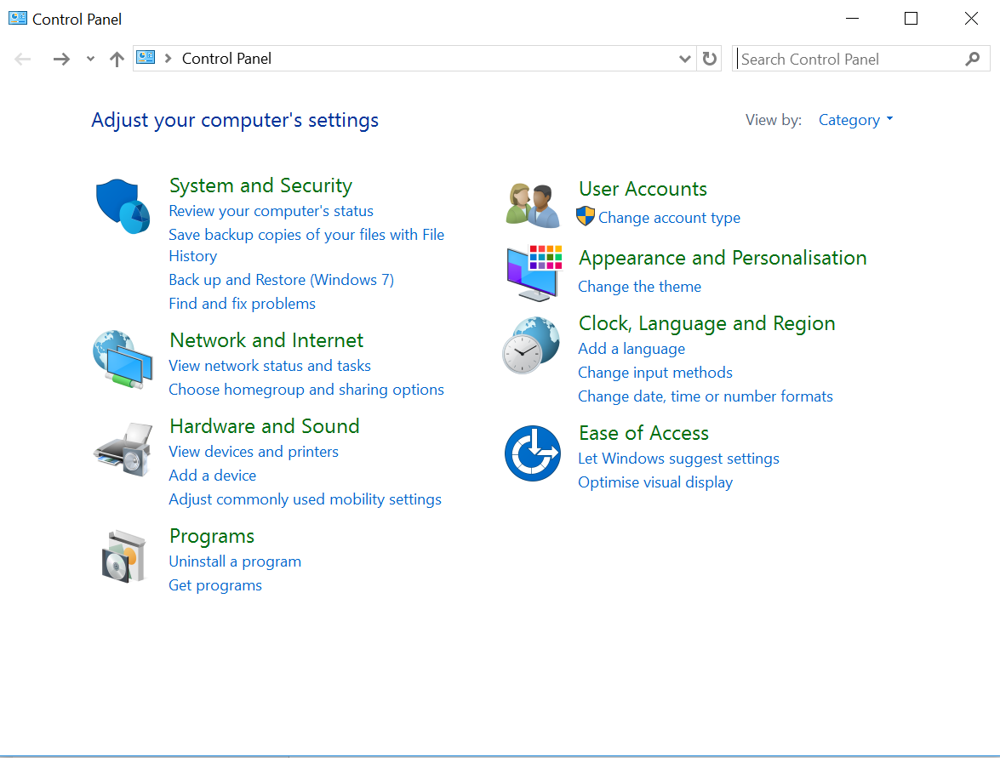 Control Panel
Control Panel
Search Control Panel
Adjust your computer's settings
View by:
Category
System and Security
Review your computer's status
Save backup copies of your files with File
History
Back up and Restore (Windows 7)
Find and fix problems
Network and Internet
View network status and tasks
Choose homegroup and sharing options
Hardware and Sound
View devices and printers
Add a device
Adjust commonly used mobility settings
Programs
Uninstall a program
Get programs
User Accounts
Change account type
Appearance and Personalisation
Change the theme
Clock, Language and Region
Add a language
Change input methods
Change date, time or number formats
Ease of Access
Let Windows suggest settings
Optimise visual display